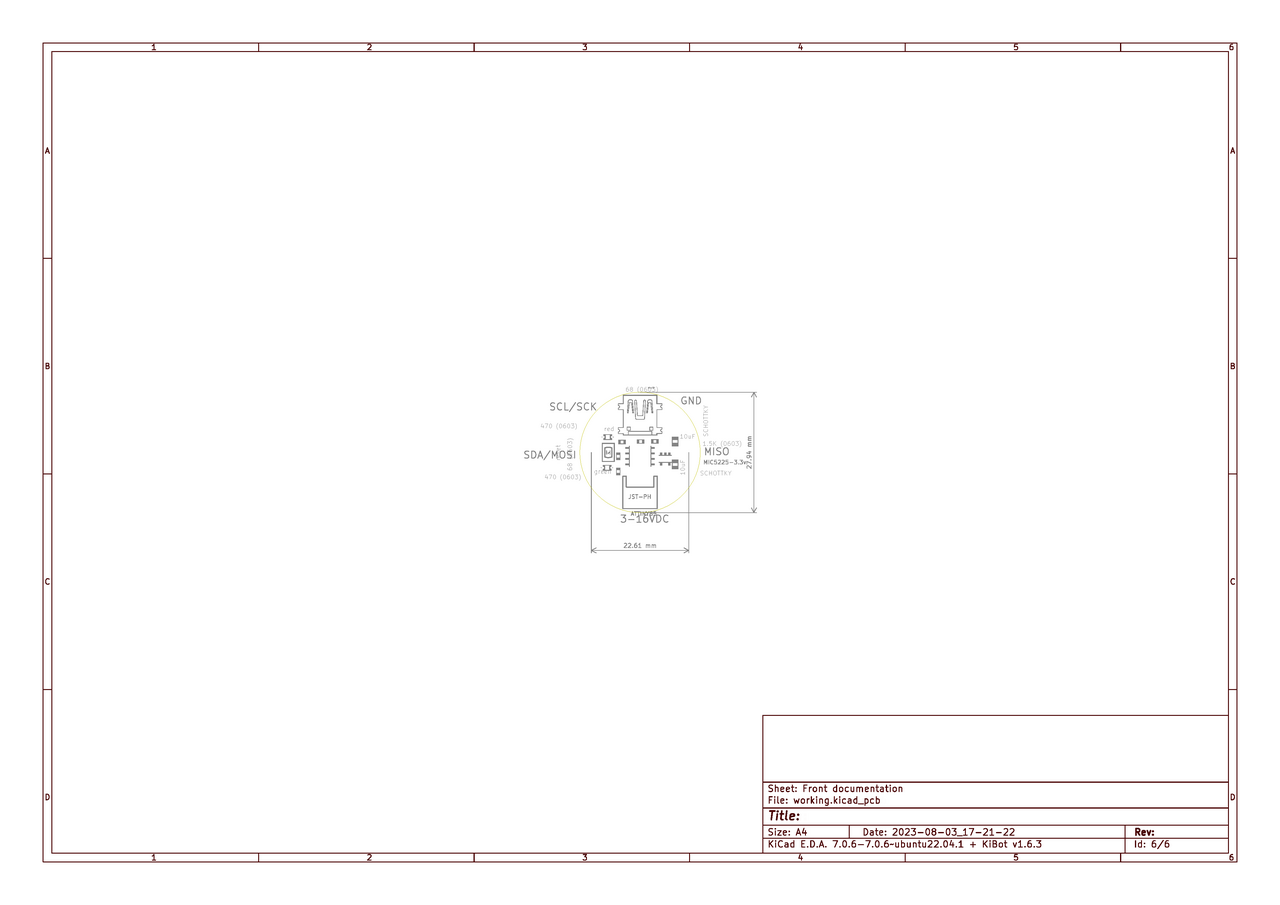 1 2 3 4 5 6
A A
B B
C C
D D
68 (0603)
GND
SCL/SCK
SCHOTTKY
470 (0603)
red
10uF
1.5K (0603)
68 (0603)
MISO
SDA/MOSI
27.94 mm
MIC5225-3.3v
10uF
green
SCHOTTKY
470 (0603)
JST-PH
3-16VDC
22.61 mm
Sheet: Front documentation
File: working.kicad_pcb
Title:
Size: A4 Date: 2023-08-03_17-21-22 Rev:
KiCad E.D.A. 7.0.6-7.0.6~ubuntu22.04.1 + KiBot v1.6.3 Id: 6/6
1 2 3 4 5 6